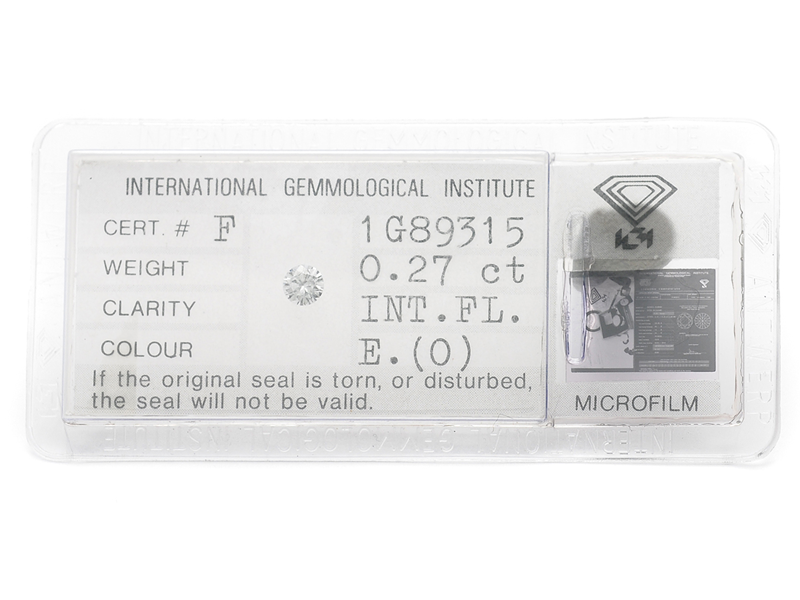 INTERNATIONAL GEMMOLOGICAL INSTITUTE
CERT. # F 1G89315
WEIGHT 0.27 ct
CLARITY INT.FL.
COLOUR E.(0)
If the original seal is torn, or disturbed,
the seal will not be valid.
MICROFILM